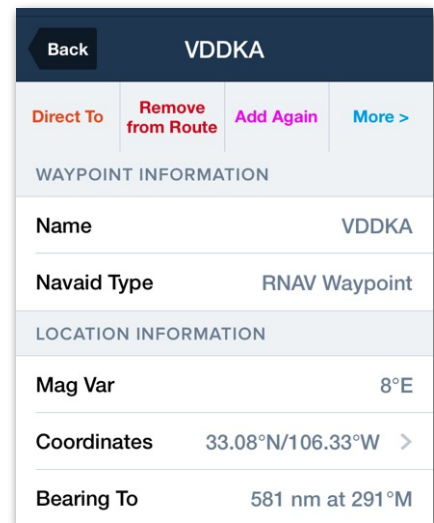 Back VDDKA
Direct To Remove from Route Add Again More >
WAYPOINT INFORMATION
Name VDDKA
Navaid Type RNAV Waypoint
LOCATION INFORMATION
Mag Var 8°E
Coordinates 33.08°N/106.33°W >
Bearing To 581 nm at 291°M